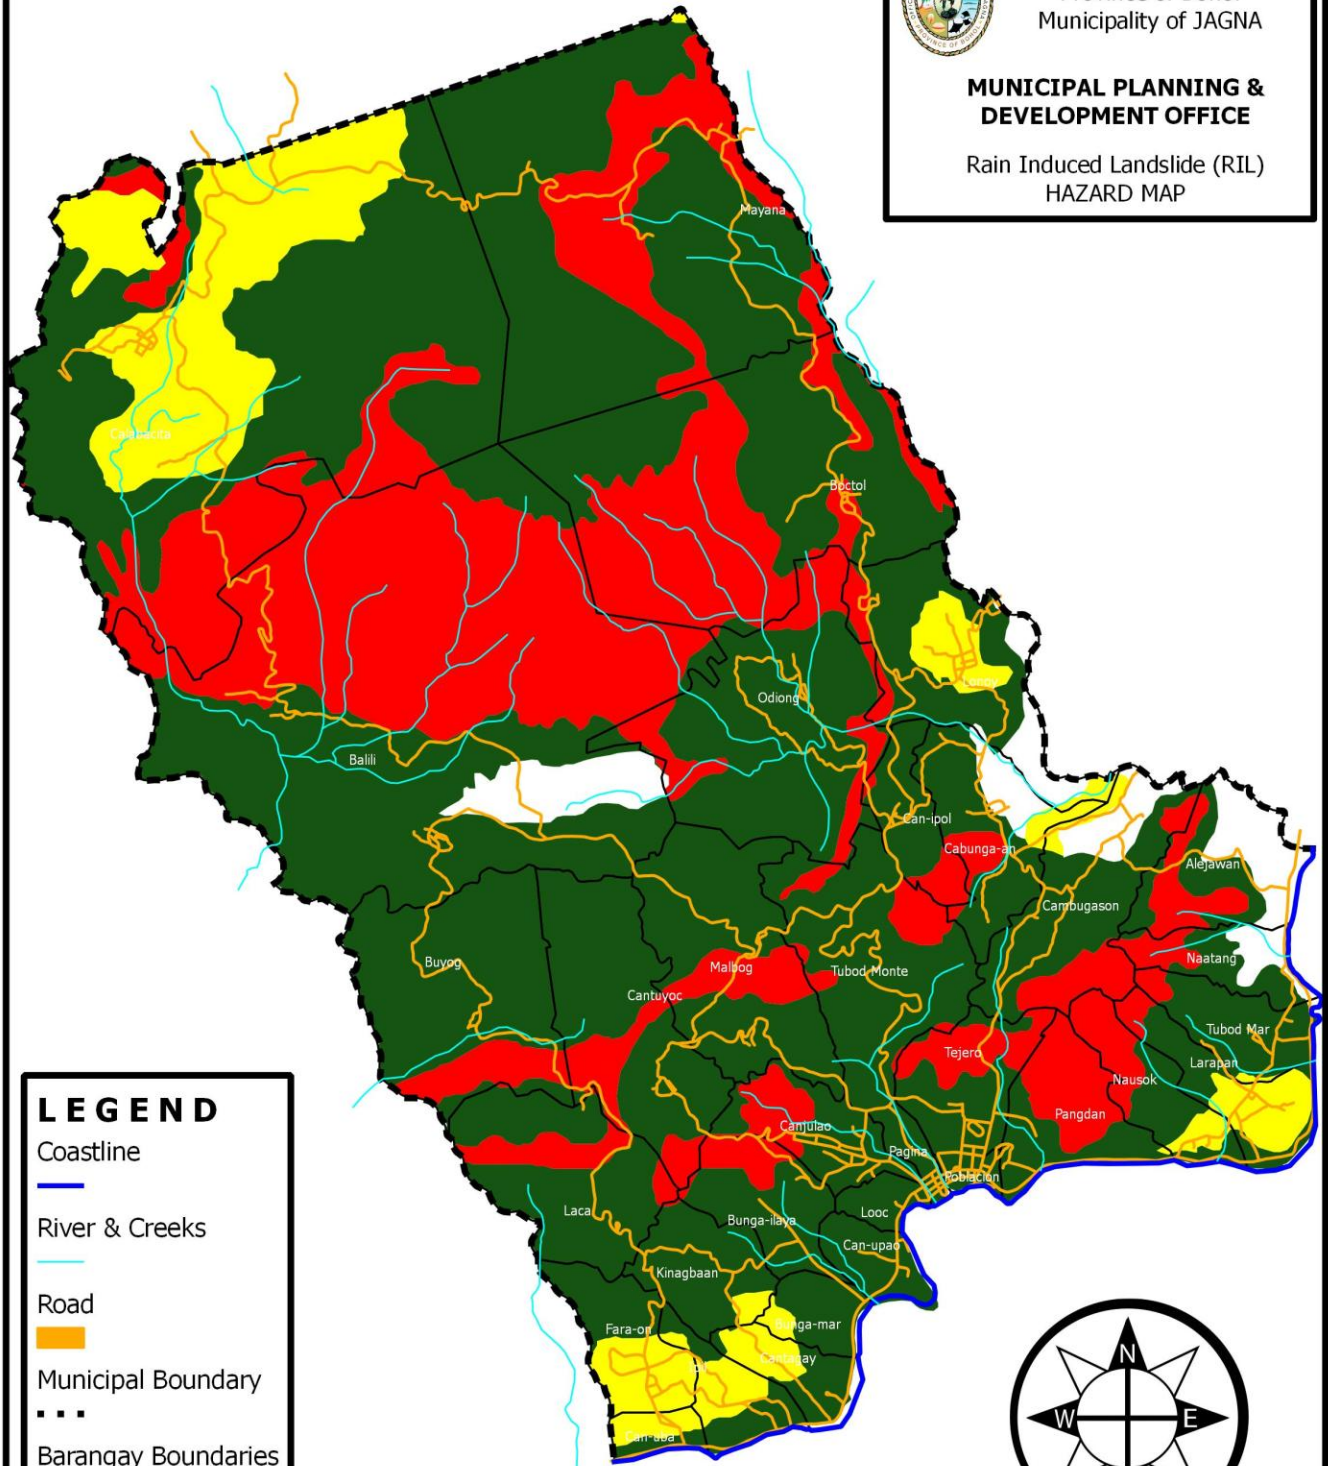 Municipality of JAGNA
MUNICIPAL PLANNING &
DEVELOPMENT OFFICE
Rain Induced Landslide (RIL)
HAZARD MAP
Mayana
Calabacita
Boctol
Lonoy
Odiong
Balili
Can-ipol
Cabunga-an
Alejawan
Cambugason
Naatang
Buyog
Malbog
Tubod Monte
Cantuyoc
Tubod Mar
Tejero
Larapan
Nausok
Pangdan
Canjulao
Pagina
Poblacion
Laca
Looc
Bunga-ilaya
Can-upao
Kinagbaan
Fara-on
Bunga-mar
Cantagay
Can-uba
LEGEND
Coastline
River & Creeks
Road
Municipal Boundary
Barangay Boundaries
N
W
E